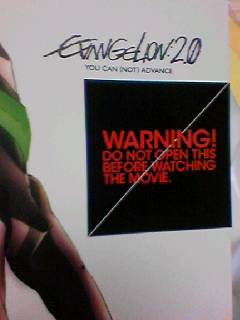 EVANGELION:2.0
YOU CAN (NOT) ADVANCE.
WARNING!
DO NOT OPEN THIS
BEFORE WATCHING
THE MOVIE.